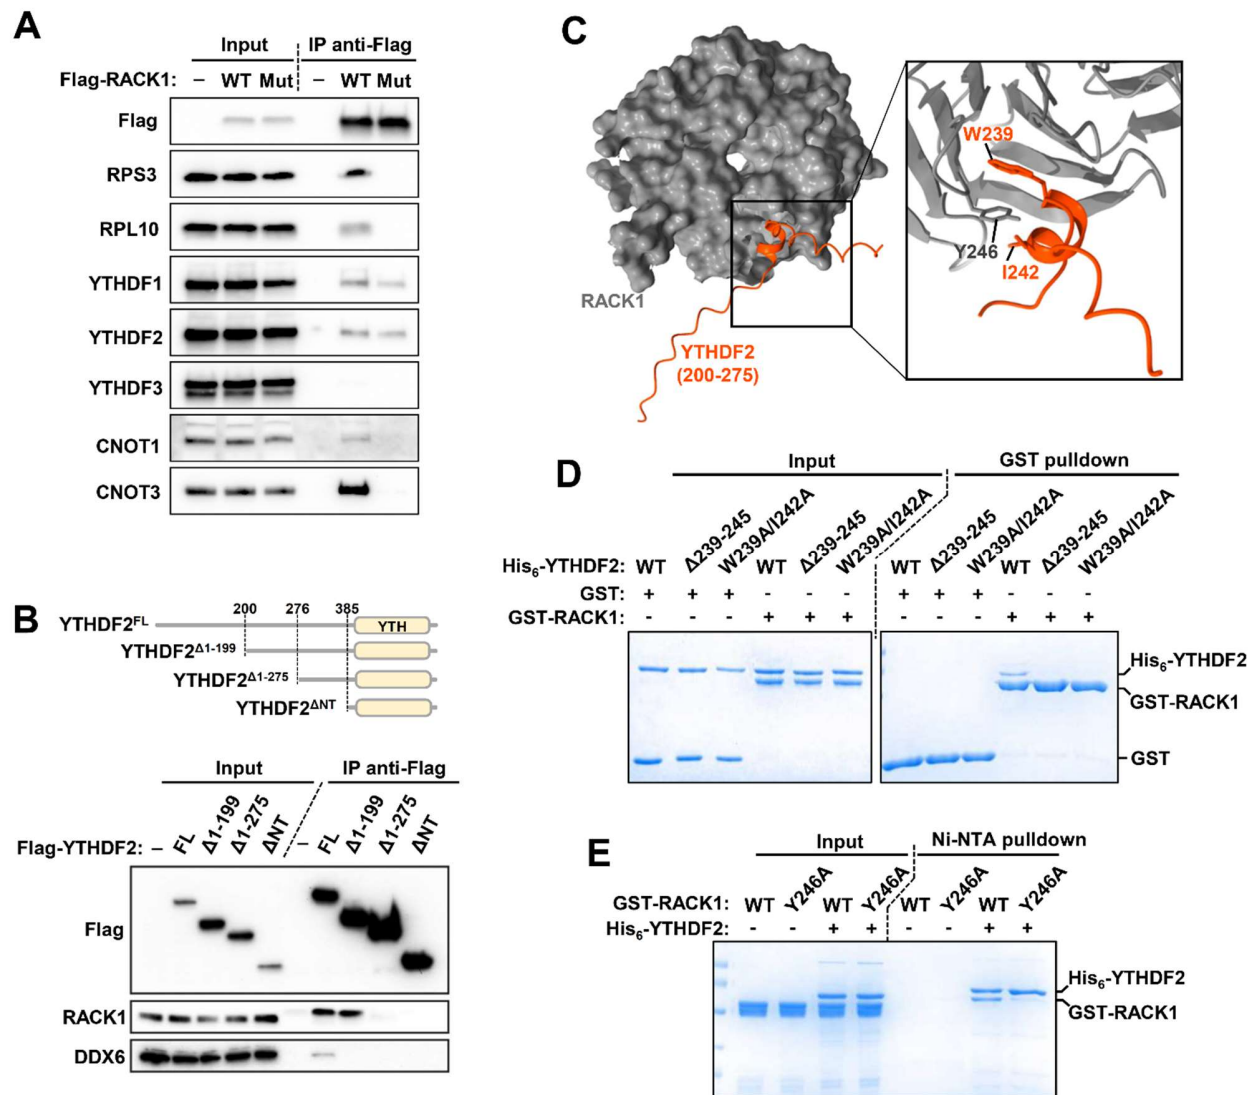 A
Input IP anti-Flag
Flag-RACK1: – WT Mut – WT Mut
Flag
RPS3
RPL10
YTHDF1
YTHDF2
YTHDF3
CNOT1
CNOT3
B
200 276 385
YTHDF2FL YTH
YTHDF2Δ1-199
YTHDF2Δ1-275
YTHDF2ΔNT
Input IP anti-Flag
Flag-YTHDF2: – FL Δ1-199 Δ1-275 ΔNT – FL Δ1-199 Δ1-275 ΔNT
Flag
RACK1
DDX6
C
RACK1
YTHDF2
(200-275)
W239
Y246
I242
D
Input GST pulldown
His6-YTHDF2: WT Δ239-245 W239A/I242A WT Δ239-245 W239A/I242A WT Δ239-245 W239A/I242A WT Δ239-245 W239A/I242A
GST: + + + - - - + + + - - -
GST-RACK1: - - - + + + - - - + + +
His6-YTHDF2
GST-RACK1
GST
E
Input Ni-NTA pulldown
GST-RACK1: WT Y246A WT Y246A WT Y246A WT Y246A
His6-YTHDF2: - - + + - - + +
His6-YTHDF2
GST-RACK1